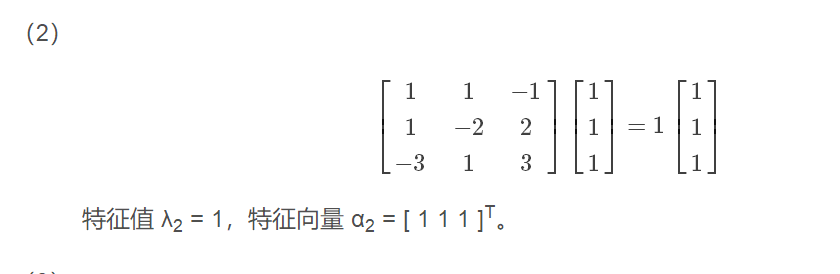 (2)
[1 1 −1; 1 −2 2; −3 1 3] [1; 1; 1] = 1 [1; 1; 1]
特征值 λ₂ = 1，特征向量 α₂ = [ 1 1 1 ]ᵀ。